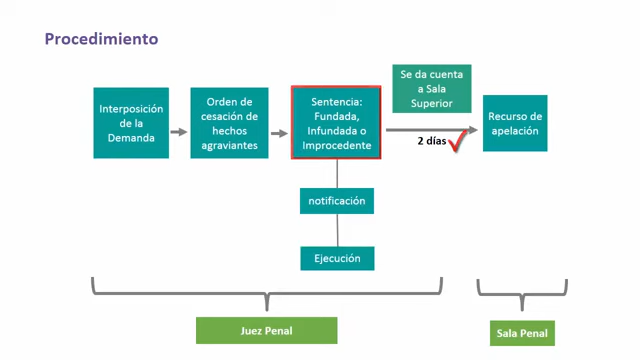 Procedimiento
Interposición
de la
Demanda
Orden de
cesación de
hechos
agraviantes
Sentencia:
Fundada,
Infundada o
Improcedente
Se da cuenta
a Sala
Superior
2 días
Recurso de
apelación
notificación
Ejecución
Juez Penal
Sala Penal